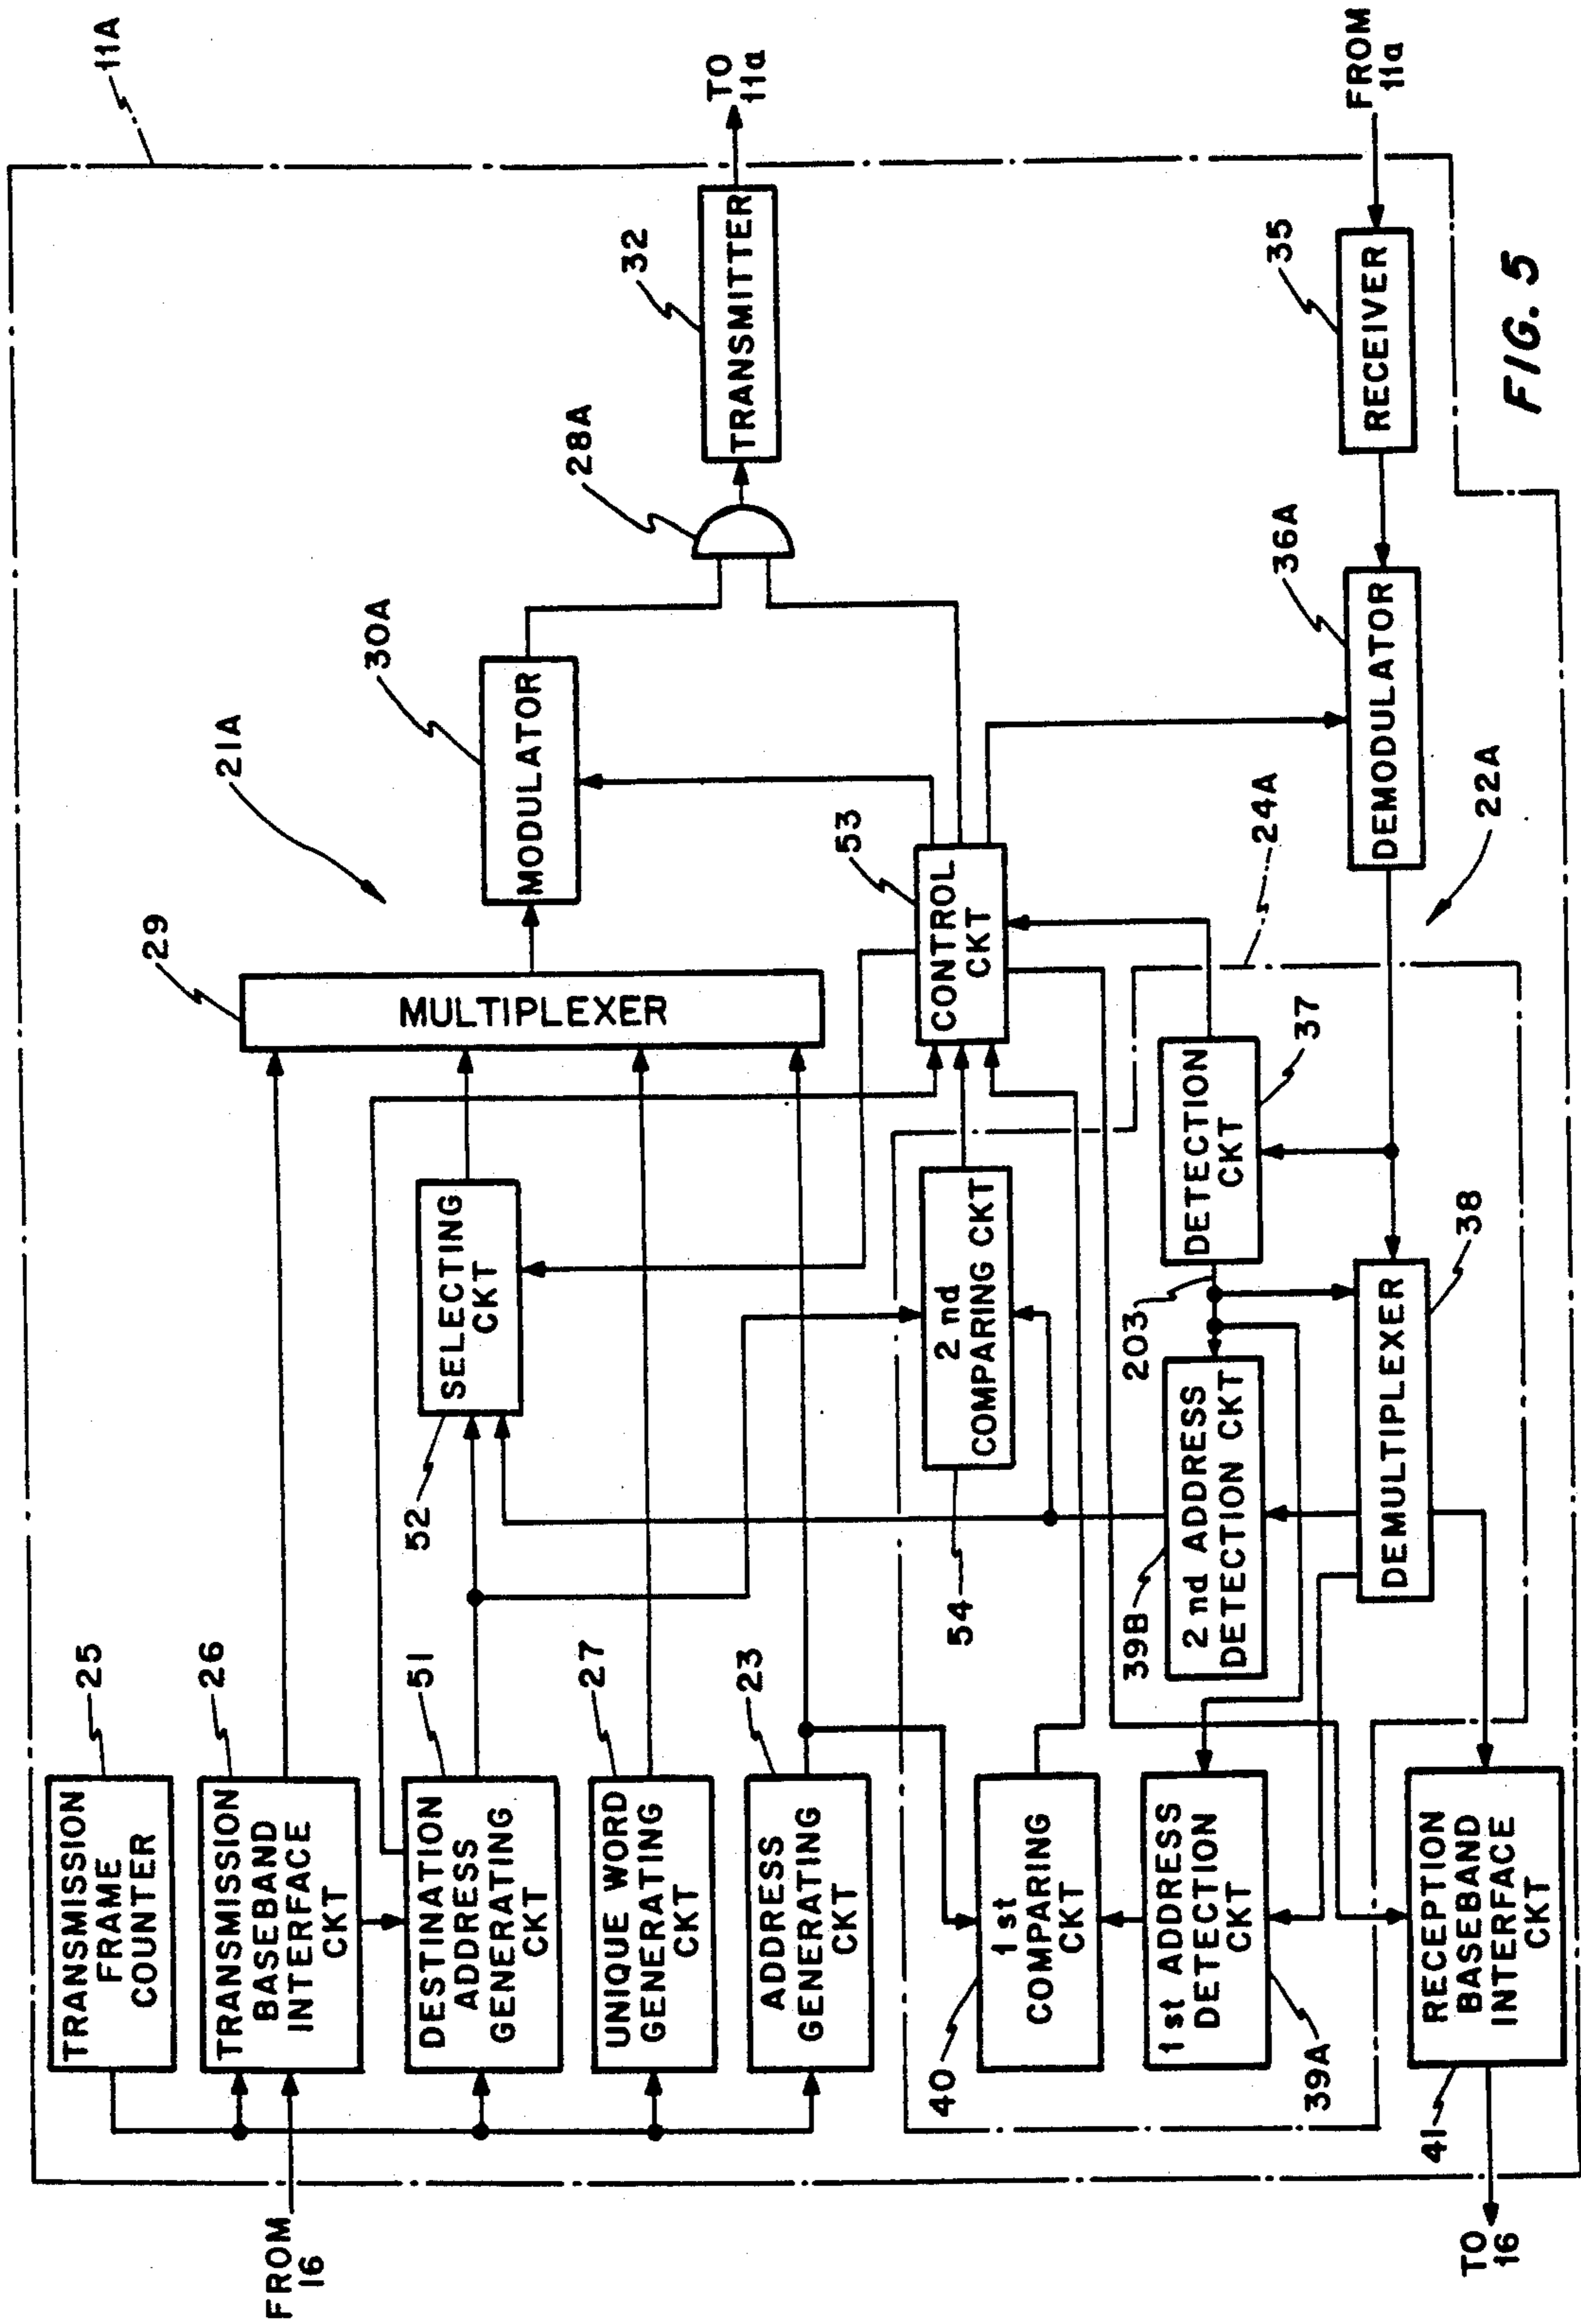 11A
TRANSMISSION
FRAME
COUNTER
25
TRANSMISSION
BASEBAND
INTERFACE
CKT
26
FROM
16
DESTINATION
ADDRESS
GENERATING
CKT
51
UNIQUE WORD
GENERATING
CKT
27
ADDRESS
GENERATING
CKT
23
SELECTING
CKT
52
29
MULTIPLEXER
21A
MODULATOR
30A
28A
TRANSMITTER
32
TO
11a
CONTROL
CKT
53
2nd
COMPARING CKT
54
1st
COMPARING
CKT
40
1st ADDRESS
DETECTION
CKT
39A
2nd ADDRESS
DETECTION CKT
39B
203
DETECTION
CKT
37
24A
DEMULTIPLEXER
38
22A
DEMODULATOR
36A
RECEIVER
35
FROM
11a
RECEPTION
BASEBAND
INTERFACE
CKT
41
TO
16
FIG. 5